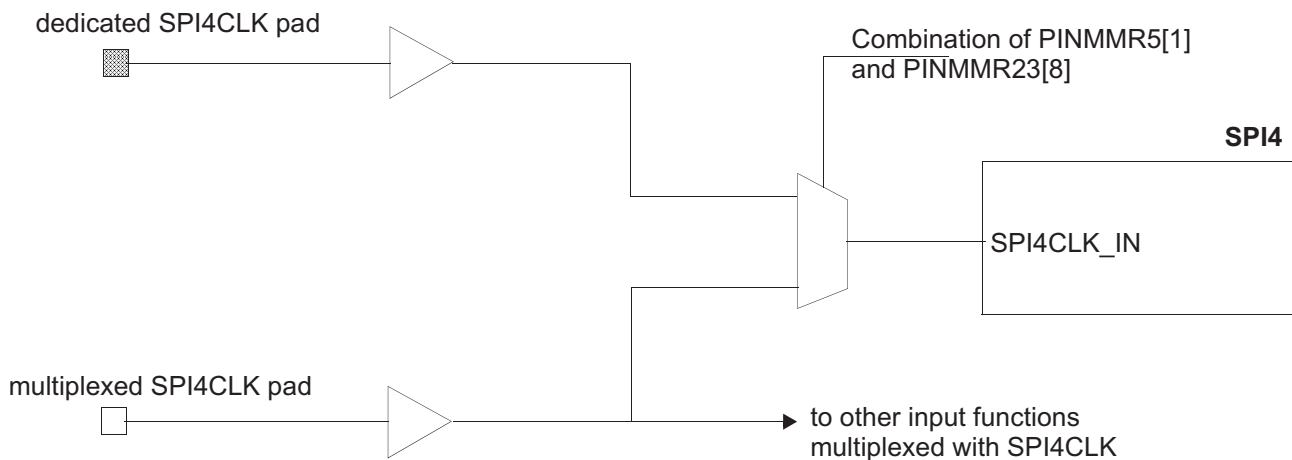 dedicated SPI4CLK pad
Combination of PINMMR5[1]
and PINMMR23[8]
SPI4
SPI4CLK_IN
multiplexed SPI4CLK pad
to other input functions
multiplexed with SPI4CLK